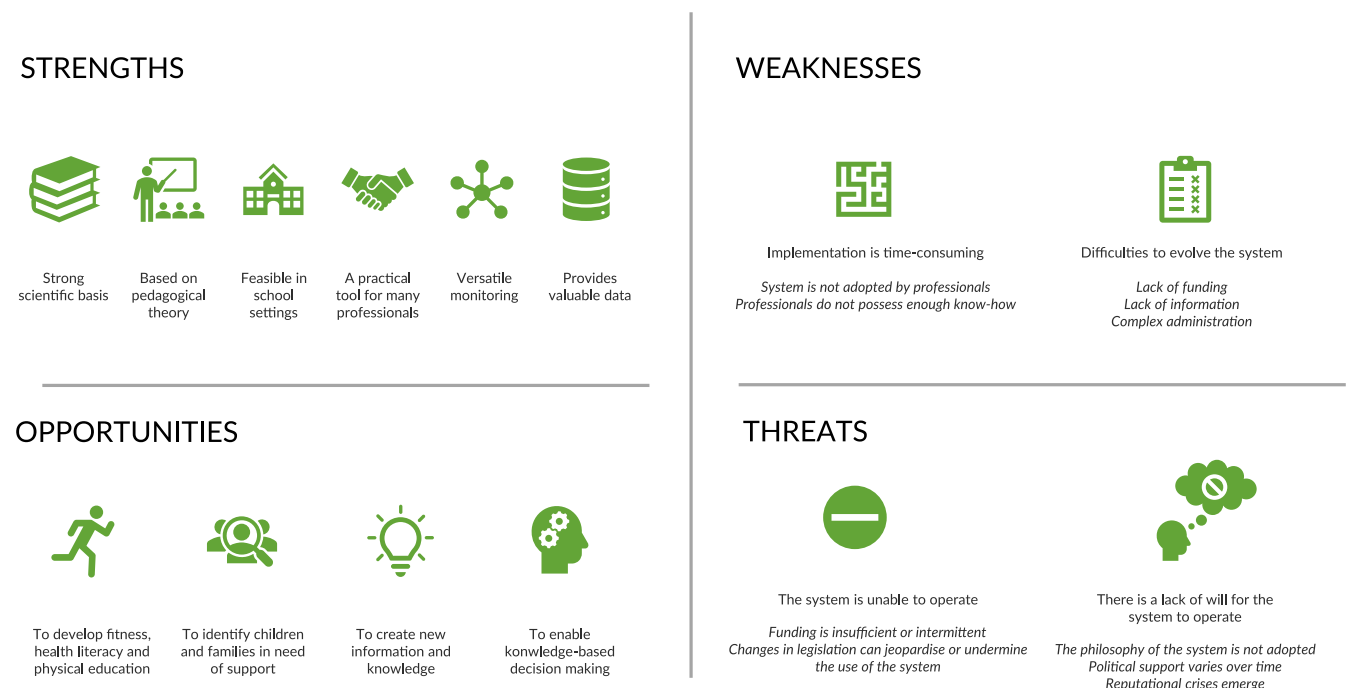 STRENGTHS
Strong
scientific basis
Based on
pedagogical
theory
Feasible in
school
settings
A practical
tool for many
professionals
Versatile
monitoring
Provides
valuable data
WEAKNESSES
Implementation is time-consuming
System is not adopted by professionals
Professionals do not possess enough know-how
Difficulties to evolve the system
Lack of funding
Lack of information
Complex administration
OPPORTUNITIES
To develop fitness,
health literacy and
physical education
To identify children
and families in need
of support
To create new
information and
knowledge
To enable
konwledge-based
decision making
THREATS
The system is unable to operate
Funding is insufficient or intermittent
Changes in legislation can jeopardise or undermine
the use of the system
There is a lack of will for the
system to operate
The philosophy of the system is not adopted
Political support varies over time
Reputational crises emerge